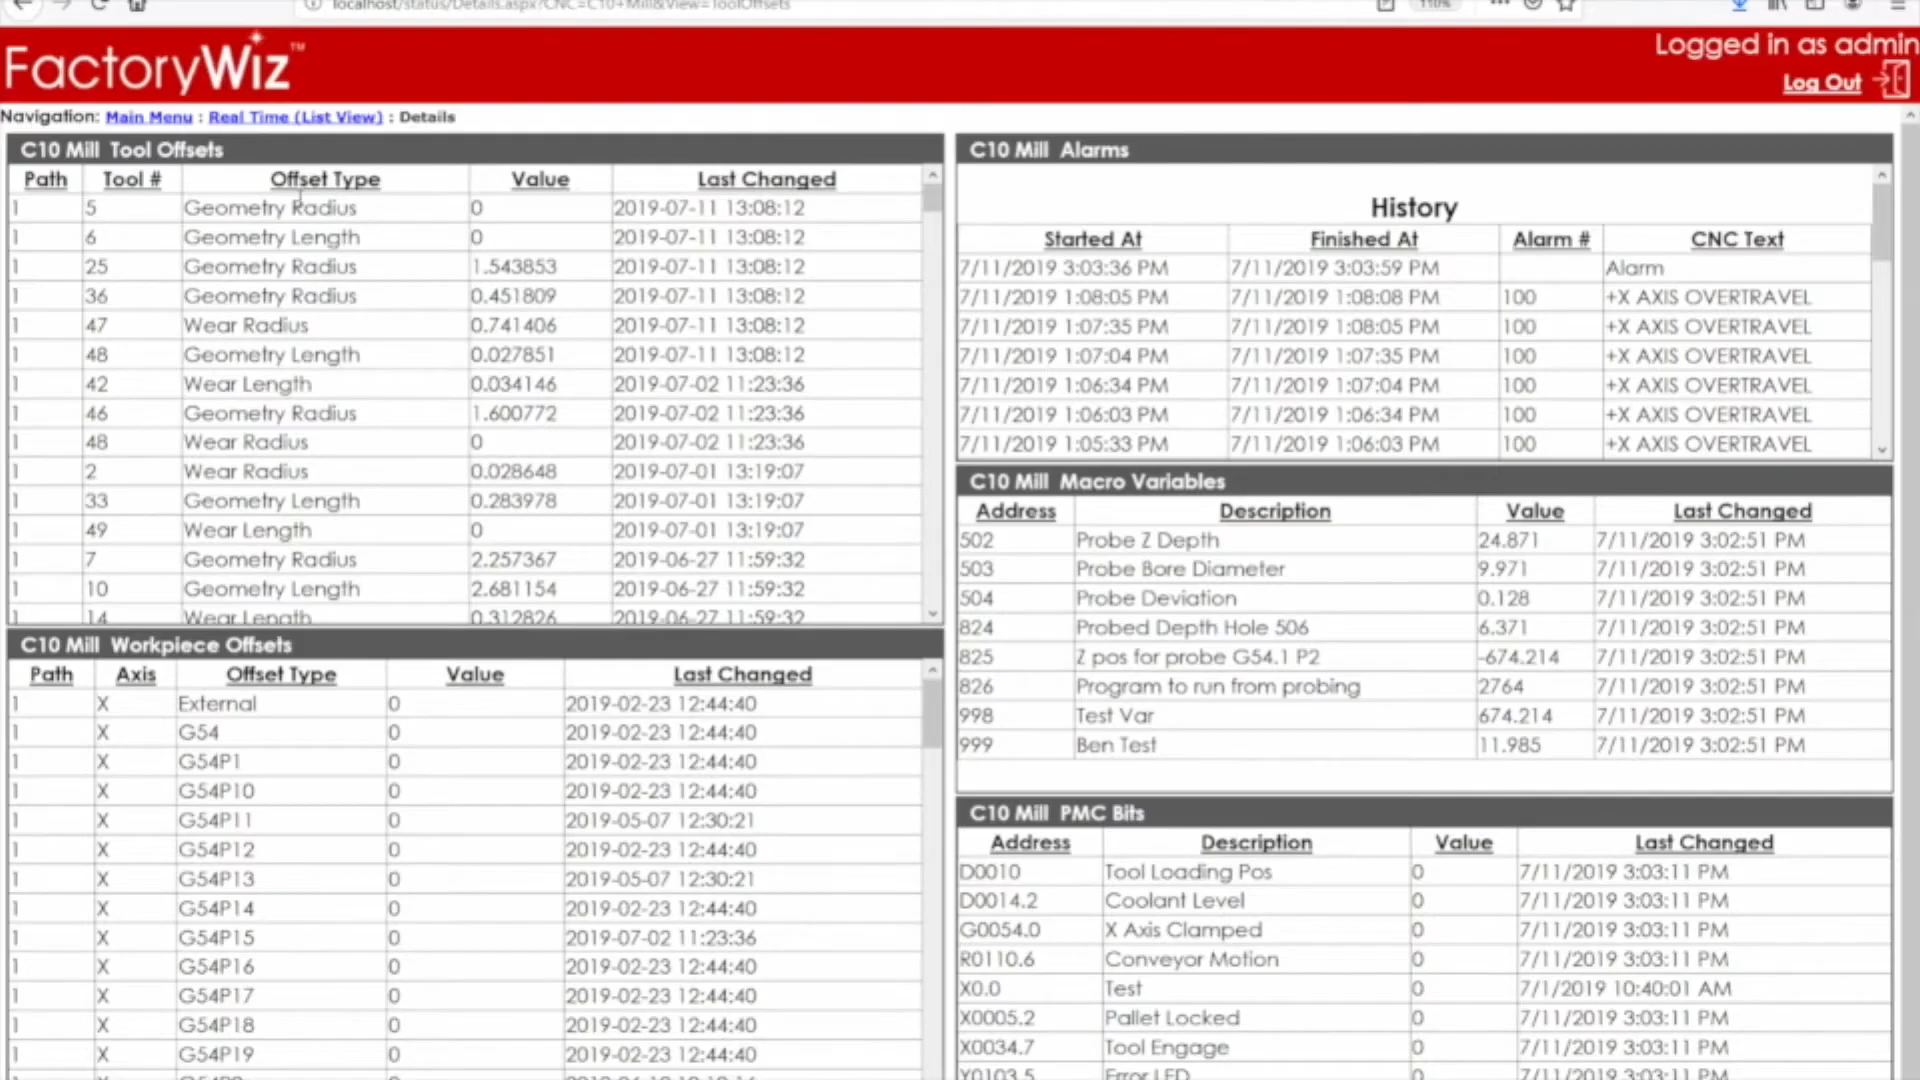 localhost/status/Details.aspx?CNC=C10+Mill&View=ToolOffsets
110%
FactoryWiz™
Logged in as admin
Log Out
Navigation: Main Menu : Real Time (List View) : Details
C10 Mill Tool Offsets
Path Tool # Offset Type Value Last Changed
1 5 Geometry Radius 0 2019-07-11 13:08:12
1 6 Geometry Length 0 2019-07-11 13:08:12
1 25 Geometry Radius 1.543853 2019-07-11 13:08:12
1 36 Geometry Radius 0.451809 2019-07-11 13:08:12
1 47 Wear Radius 0.741406 2019-07-11 13:08:12
1 48 Geometry Length 0.027851 2019-07-11 13:08:12
1 42 Wear Length 0.034146 2019-07-02 11:23:36
1 46 Geometry Radius 1.600772 2019-07-02 11:23:36
1 48 Wear Radius 0 2019-07-02 11:23:36
1 2 Wear Radius 0.028648 2019-07-01 13:19:07
1 33 Geometry Length 0.283978 2019-07-01 13:19:07
1 49 Wear Length 0 2019-07-01 13:19:07
1 7 Geometry Radius 2.257367 2019-06-27 11:59:32
1 10 Geometry Length 2.681154 2019-06-27 11:59:32
1 14 Wear Length 0.312826 2019-06-27 11:59:32
C10 Mill Workpiece Offsets
Path Axis Offset Type Value Last Changed
1 X External 0 2019-02-23 12:44:40
1 X G54 0 2019-02-23 12:44:40
1 X G54P1 0 2019-02-23 12:44:40
1 X G54P10 0 2019-02-23 12:44:40
1 X G54P11 0 2019-05-07 12:30:21
1 X G54P12 0 2019-02-23 12:44:40
1 X G54P13 0 2019-05-07 12:30:21
1 X G54P14 0 2019-02-23 12:44:40
1 X G54P15 0 2019-07-02 11:23:36
1 X G54P16 0 2019-02-23 12:44:40
1 X G54P17 0 2019-02-23 12:44:40
1 X G54P18 0 2019-02-23 12:44:40
1 X G54P19 0 2019-02-23 12:44:40
C10 Mill Alarms
History
Started At Finished At Alarm # CNC Text
7/11/2019 3:03:36 PM 7/11/2019 3:03:59 PM Alarm
7/11/2019 1:08:05 PM 7/11/2019 1:08:08 PM 100 +X AXIS OVERTRAVEL
7/11/2019 1:07:35 PM 7/11/2019 1:08:05 PM 100 +X AXIS OVERTRAVEL
7/11/2019 1:07:04 PM 7/11/2019 1:07:35 PM 100 +X AXIS OVERTRAVEL
7/11/2019 1:06:34 PM 7/11/2019 1:07:04 PM 100 +X AXIS OVERTRAVEL
7/11/2019 1:06:03 PM 7/11/2019 1:06:34 PM 100 +X AXIS OVERTRAVEL
7/11/2019 1:05:33 PM 7/11/2019 1:06:03 PM 100 +X AXIS OVERTRAVEL
C10 Mill Macro Variables
Address Description Value Last Changed
502 Probe Z Depth 24.871 7/11/2019 3:02:51 PM
503 Probe Bore Diameter 9.971 7/11/2019 3:02:51 PM
504 Probe Deviation 0.128 7/11/2019 3:02:51 PM
824 Probed Depth Hole 506 6.371 7/11/2019 3:02:51 PM
825 Z pos for probe G54.1 P2 -674.214 7/11/2019 3:02:51 PM
826 Program to run from probing 2764 7/11/2019 3:02:51 PM
998 Test Var 674.214 7/11/2019 3:02:51 PM
999 Ben Test 11.985 7/11/2019 3:02:51 PM
C10 Mill PMC Bits
Address Description Value Last Changed
D0010 Tool Loading Pos 0 7/11/2019 3:03:11 PM
D0014.2 Coolant Level 0 7/11/2019 3:03:11 PM
G0054.0 X Axis Clamped 0 7/11/2019 3:03:11 PM
R0110.6 Conveyor Motion 0 7/11/2019 3:03:11 PM
X0.0 Test 0 7/1/2019 10:40:01 AM
X0005.2 Pallet Locked 0 7/11/2019 3:03:11 PM
X0034.7 Tool Engage 0 7/11/2019 3:03:11 PM
Y0103.5 Error LED 0 7/11/2019 3:03:11 PM